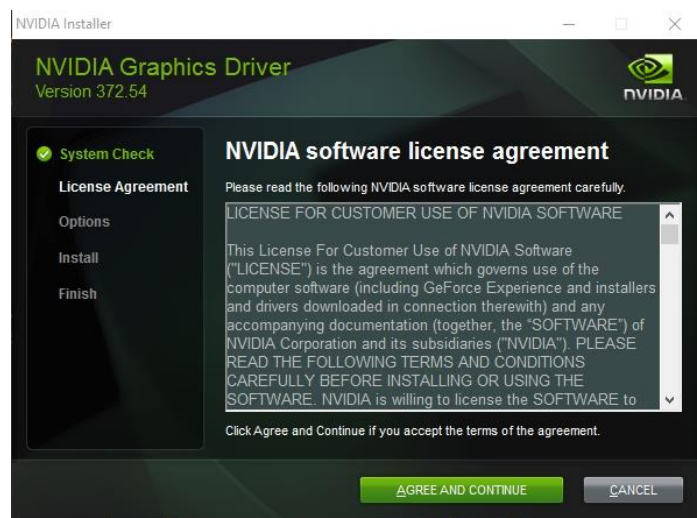 NVIDIA Installer
NVIDIA Graphics Driver
Version 372.54
NVIDIA.
System Check
License Agreement
Options
Install
Finish
NVIDIA software license agreement
Please read the following NVIDIA software license agreement carefully.
LICENSE FOR CUSTOMER USE OF NVIDIA SOFTWARE
This License For Customer Use of NVIDIA Software
("LICENSE") is the agreement which governs use of the
computer software (including GeForce Experience and installers
and drivers downloaded in connection therewith) and any
accompanying documentation (together, the “SOFTWARE”) of
NVIDIA Corporation and its subsidiaries ("NVIDIA"). PLEASE
READ THE FOLLOWING TERMS AND CONDITIONS
CAREFULLY BEFORE INSTALLING OR USING THE
SOFTWARE. NVIDIA is willing to license the SOFTWARE to
Click Agree and Continue if you accept the terms of the agreement.
AGREE AND CONTINUE
CANCEL